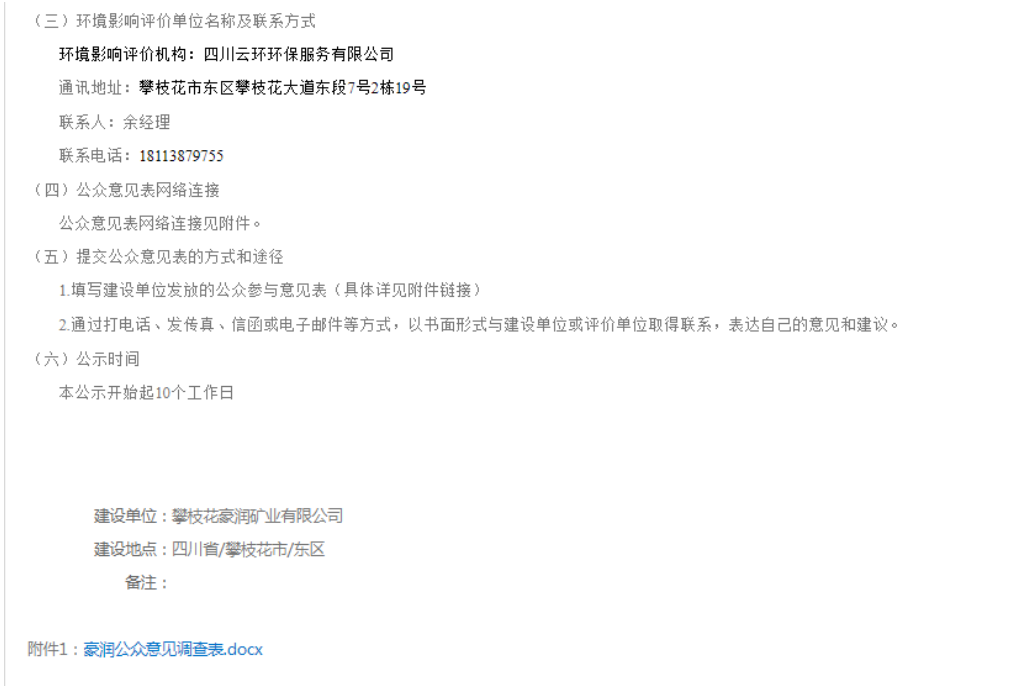 （三）环境影响评价单位名称及联系方式
环境影响评价机构：四川云环环保服务有限公司
通讯地址：攀枝花市东区攀枝花大道东段7号2栋19号
联系人：余经理
联系电话：18113879755
（四）公众意见表网络连接
公众意见表网络连接见附件。
（五）提交公众意见表的方式和途径
1.填写建设单位发放的公众参与意见表（具体详见附件链接）
2.通过打电话、发传真、信函或电子邮件等方式，以书面形式与建设单位或评价单位取得联系，表达自己的意见和建议。
（六）公示时间
本公示开始起10个工作日
建设单位：攀枝花豪润矿业有限公司
建设地点：四川省/攀枝花市/东区
备注：
附件1：豪润公众意见调查表.docx